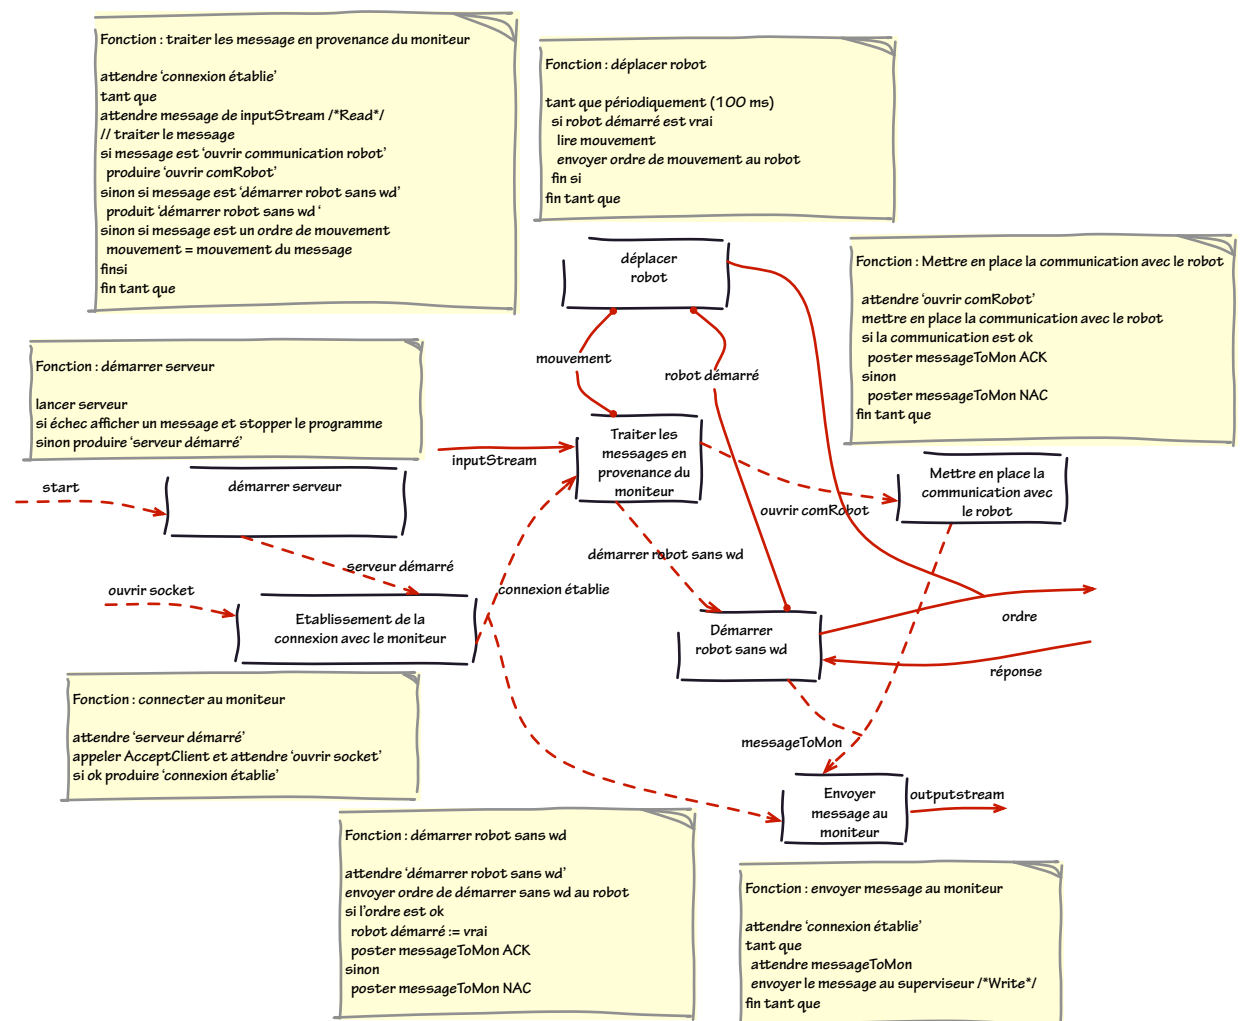 Fonction : traiter les message en provenance du moniteur
attendre ‘connexion établie’
tant que
attendre message de inputStream /*Read*/
// traiter le message
si message est ‘ouvrir communication robot’
produire ‘ouvrir comRobot’
sinon si message est ‘démarrer robot sans wd’
produit ‘démarrer robot sans wd ‘
sinon si message est un ordre de mouvement
mouvement = mouvement du message
finsi
fin tant que
Fonction : déplacer robot
tant que périodiquement (100 ms)
si robot démarré est vrai
lire mouvement
envoyer ordre de mouvement au robot
fin si
fin tant que
déplacer
robot
Fonction : Mettre en place la communication avec le robot
attendre ‘ouvrir comRobot’
mettre en place la communication avec le robot
si la communication est ok
poster messageToMon ACK
sinon
poster messageToMon NAC
fin tant que
mouvement
robot démarré
Fonction : démarrer serveur
lancer serveur
si échec afficher un message et stopper le programme
sinon produire ‘serveur démarré’
inputStream
Traiter les
messages en
provenance du
moniteur
Mettre en place la
communication avec
le robot
start
démarrer serveur
ouvrir comRobot
démarrer robot sans wd
serveur démarré
ouvrir socket
connexion établie
Etablissement de la
connexion avec le moniteur
Démarrer
robot sans wd
ordre
réponse
Fonction : connecter au moniteur
attendre ‘serveur démarré’
appeler AcceptClient et attendre ‘ouvrir socket’
si ok produire ‘connexion établie’
messageToMon
Envoyer
message au
moniteur
outputstream
Fonction : démarrer robot sans wd
attendre ‘démarrer robot sans wd’
envoyer ordre de démarrer sans wd au robot
si l’ordre est ok
robot démarré := vrai
poster messageToMon ACK
sinon
poster messageToMon NAC
Fonction : envoyer message au moniteur
attendre ‘connexion établie’
tant que
attendre messageToMon
envoyer le message au superviseur /*Write*/
fin tant que